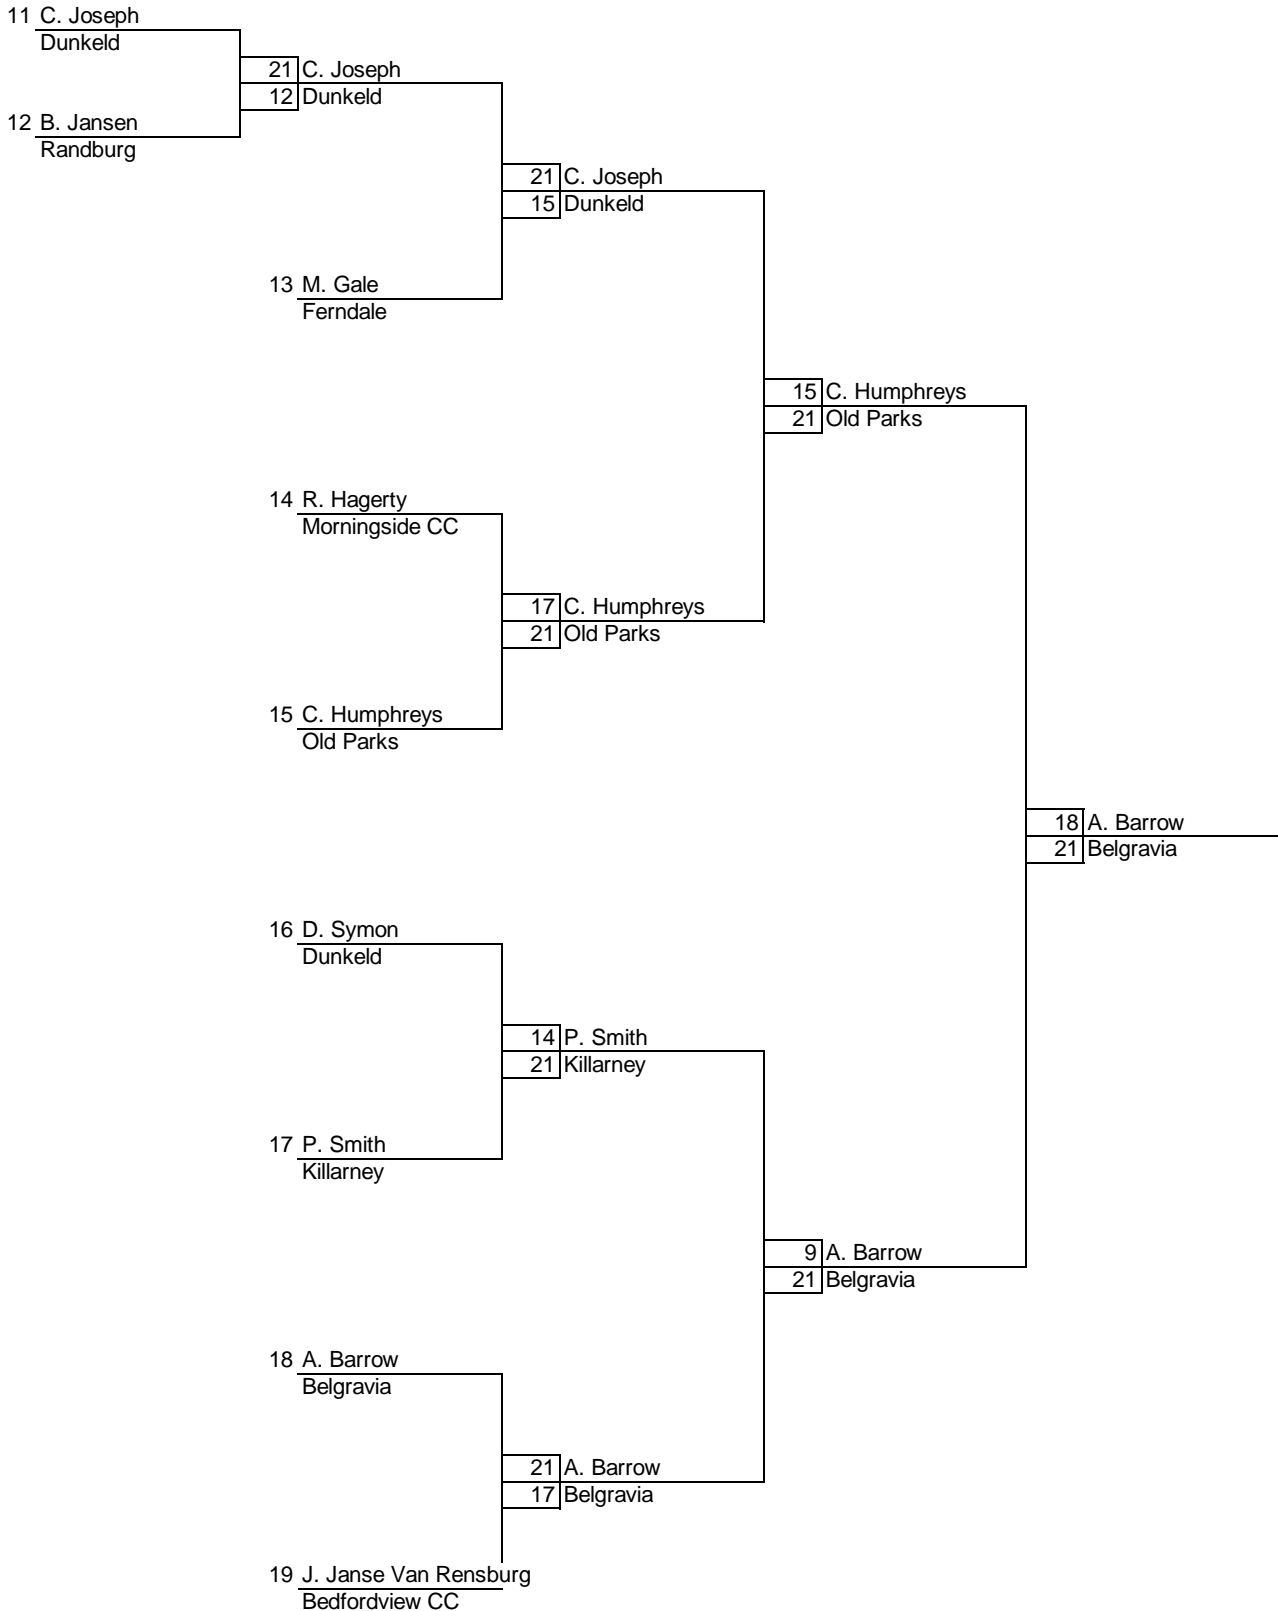 11 C. Joseph
Dunkeld
21 C. Joseph
12 Dunkeld
12 B. Jansen
Randburg
21 C. Joseph
15 Dunkeld
13 M. Gale
Ferndale
15 C. Humphreys
21 Old Parks
14 R. Hagerty
Morningside CC
17 C. Humphreys
21 Old Parks
15 C. Humphreys
Old Parks
18 A. Barrow
21 Belgravia
16 D. Symon
Dunkeld
14 P. Smith
21 Killarney
17 P. Smith
Killarney
9 A. Barrow
21 Belgravia
18 A. Barrow
Belgravia
21 A. Barrow
17 Belgravia
19 J. Janse Van Rensburg
Bedfordview CC